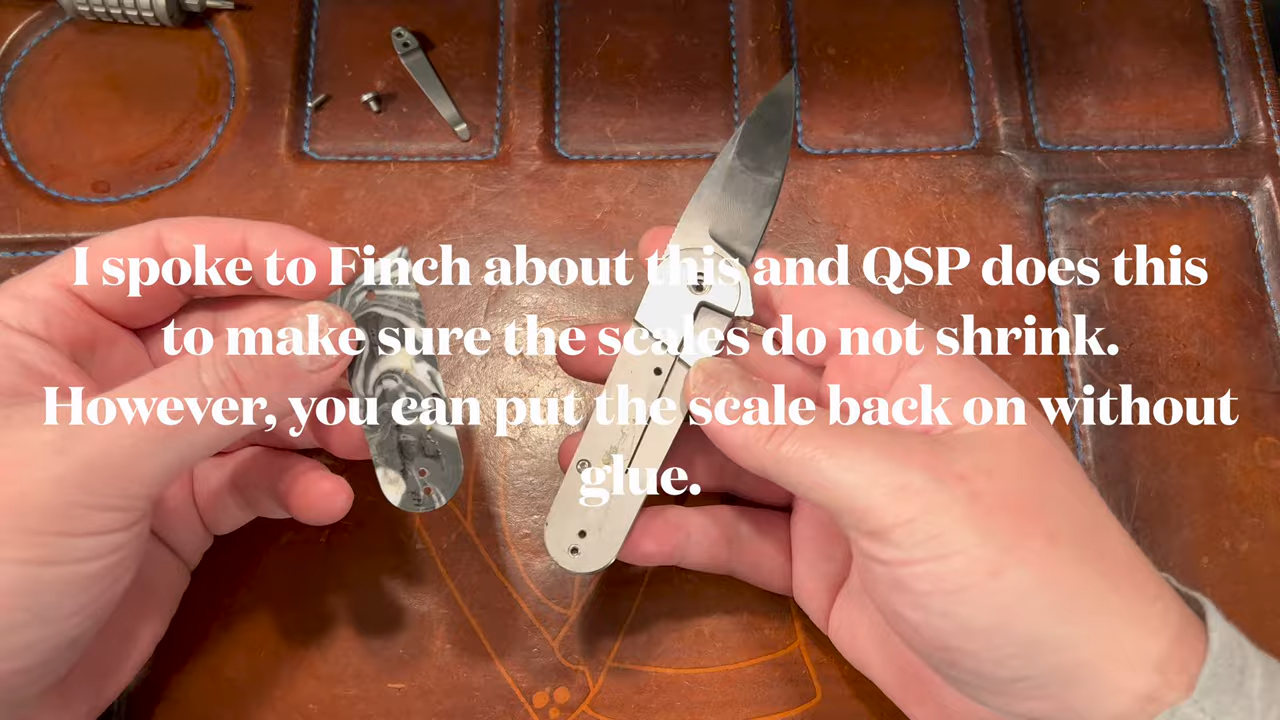 I spoke to Finch about this and QSP does this
to make sure the scales do not shrink.
However, you can put the scale back on without
glue.